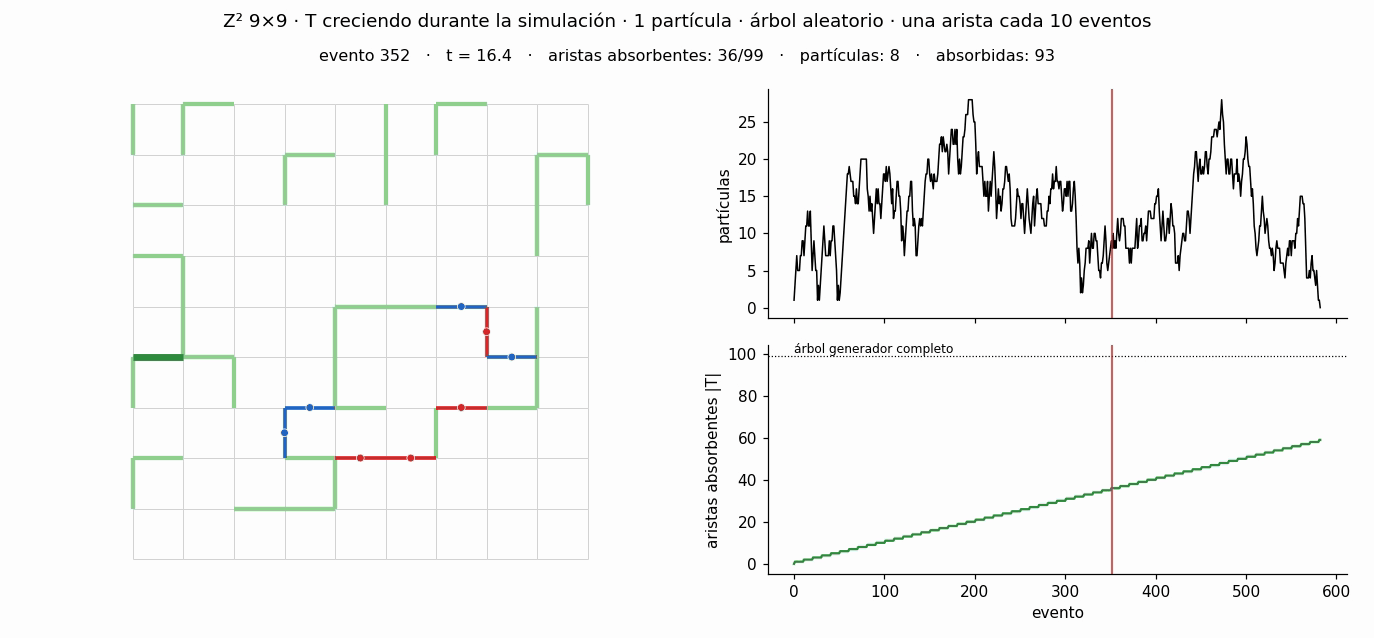 Z² 9×9 · T creciendo durante la simulación · 1 partícula · árbol aleatorio · una arista cada 10 eventos
evento 352 · t = 16.4 · aristas absorbentes: 36/99 · partículas: 8 · absorbidas: 93
partículas
25
20
15
10
5
0
aristas absorbentes |T|
árbol generador completo
100
80
60
40
20
0
0 100 200 300 400 500 600
evento